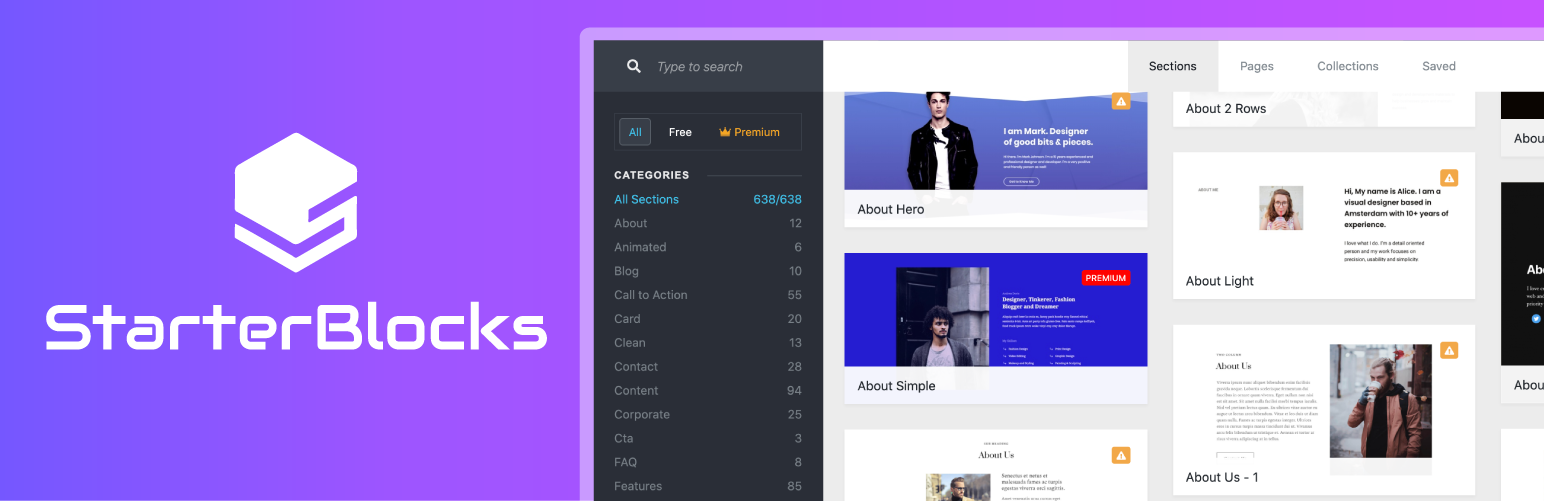 StarterBlocks
Type to search
Sections
Pages
Collections
Saved
All
Free
Premium
CATEGORIES
All Sections 638/638
About 12
Animated 6
Blog 10
Call to Action 55
Card 20
Clean 13
Contact 28
Content 94
Corporate 25
Cta 3
FAQ 8
Features 85
I am Mark. Designer
of good bits & pieces.
About Hero
PREMIUM
Designer, Tinkerer, Fashion
Blogger and Dreamer
About Simple
About Us
About 2 Rows
ABOUT ME
Hi, My name is Alice. I am a
visual designer based in
Amsterdam with 10+ years of
experience.
I love what I do. I'm a detail oriented
person and my work focuses on
precision, usability and simplicity.
About Light
About Us
About Us - 1
Abou
Abo
Abou